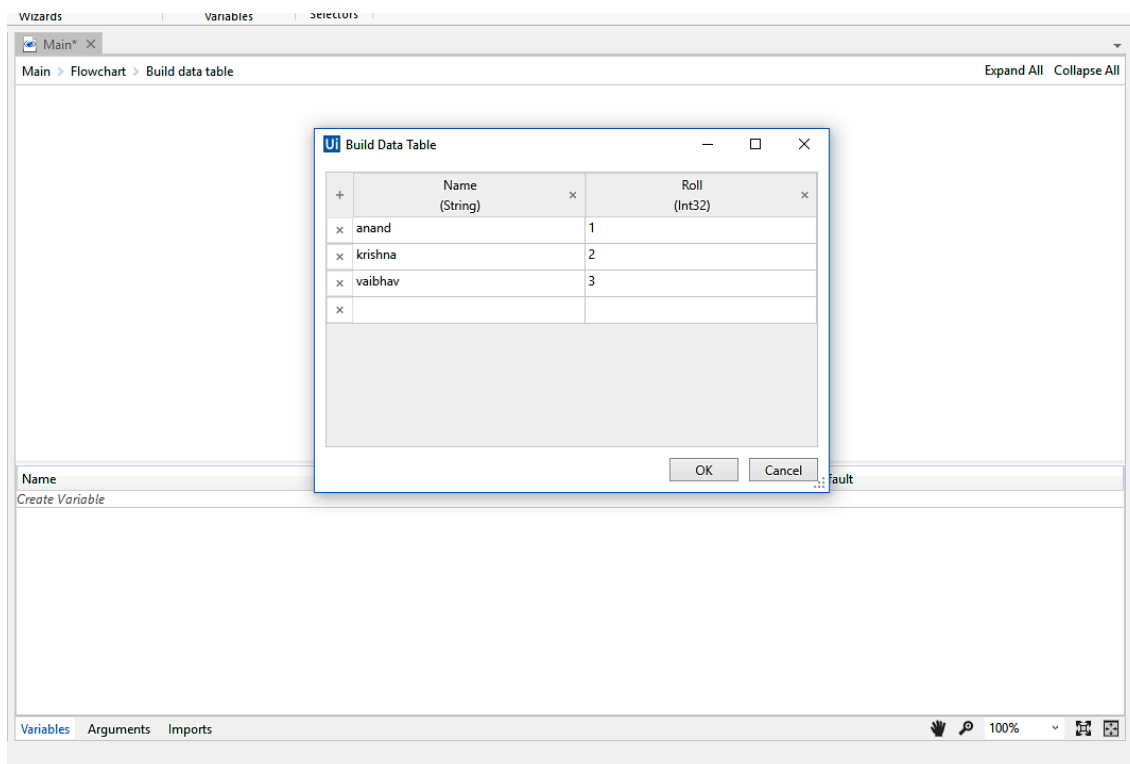 Wizards Variables Selectors
Main*
Main > Flowchart > Build data table Expand All Collapse All
Ui Build Data Table
+ Name (String) Roll (Int32)
anand 1
krishna 2
vaibhav 3
OK Cancel
Name fault
Create Variable
Variables Arguments Imports 100%